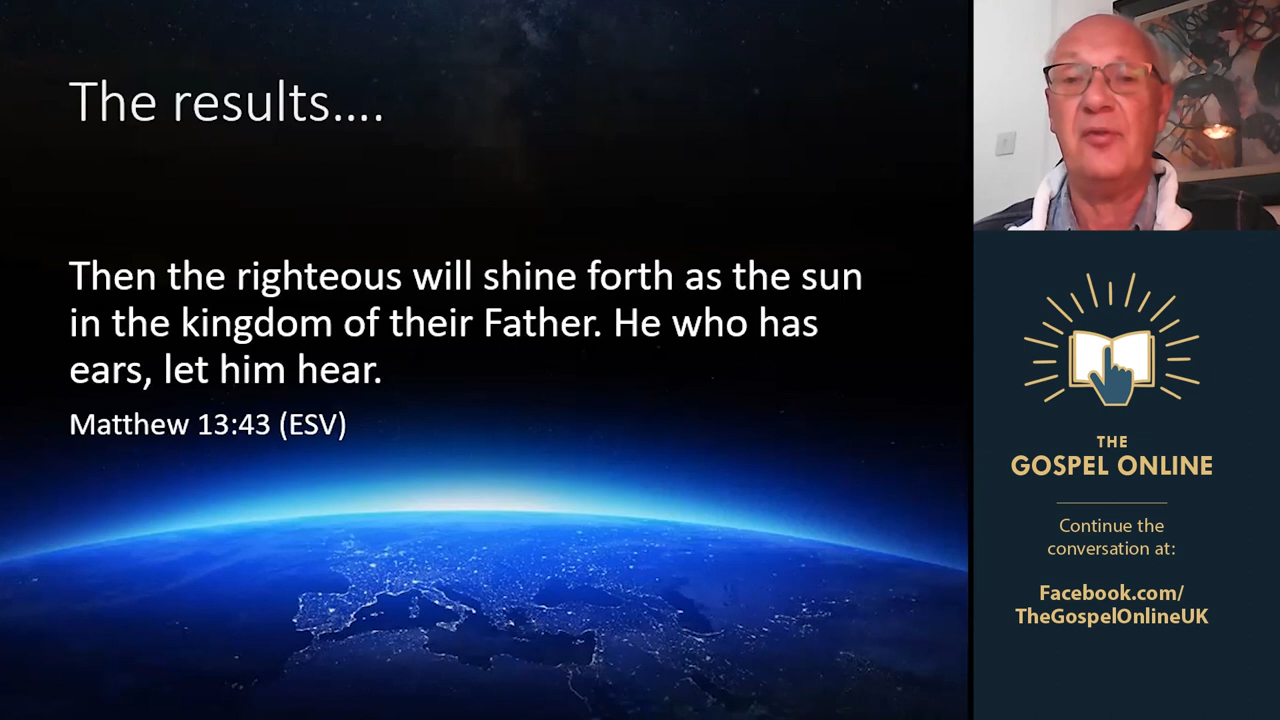 The results....
Then the righteous will shine forth as the sun
in the kingdom of their Father. He who has
ears, let him hear.
Matthew 13:43 (ESV)
THE
GOSPEL ONLINE
Continue the
conversation at:
Facebook.com/
TheGospelOnlineUK